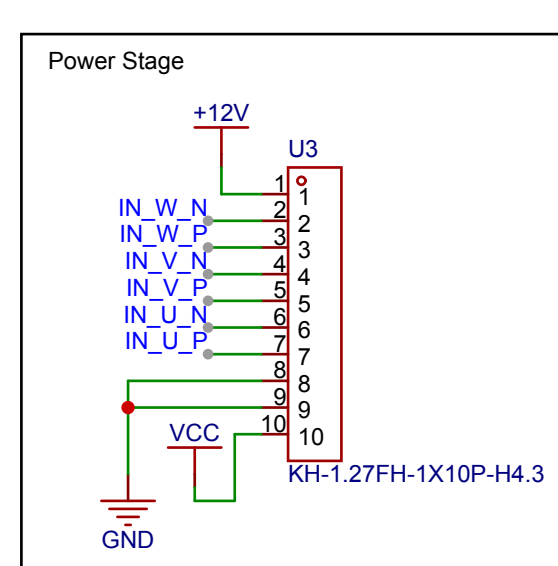 Power Stage
+12V
U3
1
1
IN_W_N
2
2
IN_W_P
3
3
IN_V_N
4
4
IN_V_P
5
5
IN_U_N
6
6
IN_U_P
7
7
8
8
9
9
VCC
10
10
KH-1.27FH-1X10P-H4.3
GND